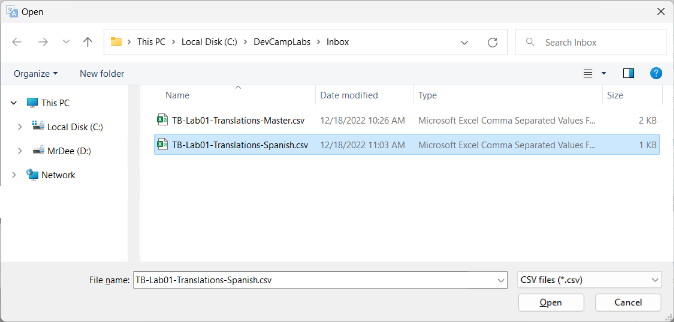 Open
This PC > Local Disk (C:) > DevCampLabs > Inbox
Search Inbox
Organize New folder
Name Date modified Type Size
This PC
Local Disk (C:)
MrDee (D:)
Network
TB-Lab01-Translations-Master.csv 12/18/2022 10:26 AM Microsoft Excel Comma Separated Values F... 2 KB
TB-Lab01-Translations-Spanish.csv 12/18/2022 11:03 AM Microsoft Excel Comma Separated Values F... 1 KB
File name: TB-Lab01-Translations-Spanish.csv CSV files (*.csv)
Open Cancel